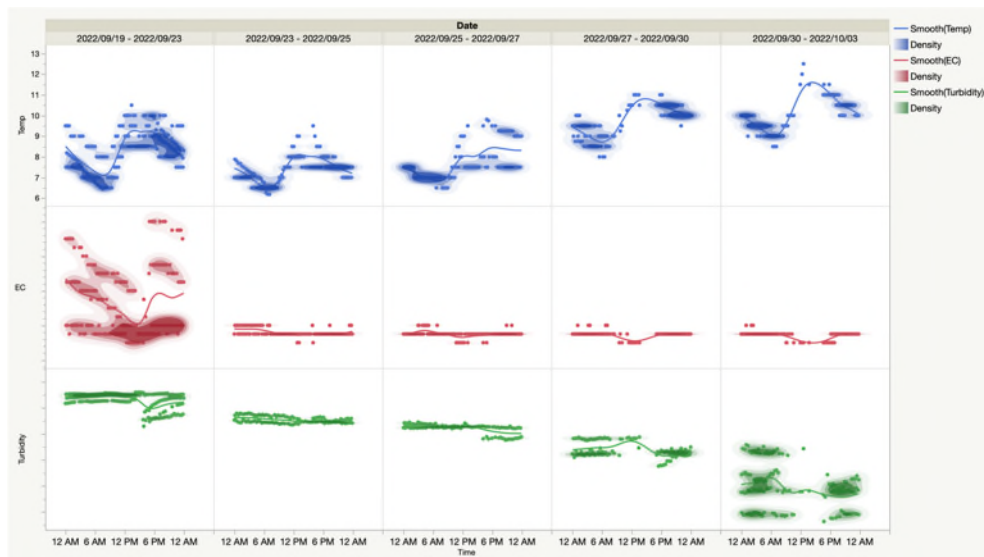 Date
2022/09/19 - 2022/09/23 2022/09/23 - 2022/09/25 2022/09/25 - 2022/09/27 2022/09/27 - 2022/09/30 2022/09/30 - 2022/10/03
Smooth(Temp)
Density
Smooth(EC)
Density
Smooth(Turbidity)
Density
Temp
13
12
11
10
9
8
7
6
EC
Turbidity
12 AM 6 AM 12 PM 6 PM 12 AM 12 AM 6 AM 12 PM 6 PM 12 AM 12 AM 6 AM 12 PM 6 PM 12 AM 12 AM 6 AM 12 PM 6 PM 12 AM 12 AM 6 AM 12 PM 6 PM 12 AM
Time